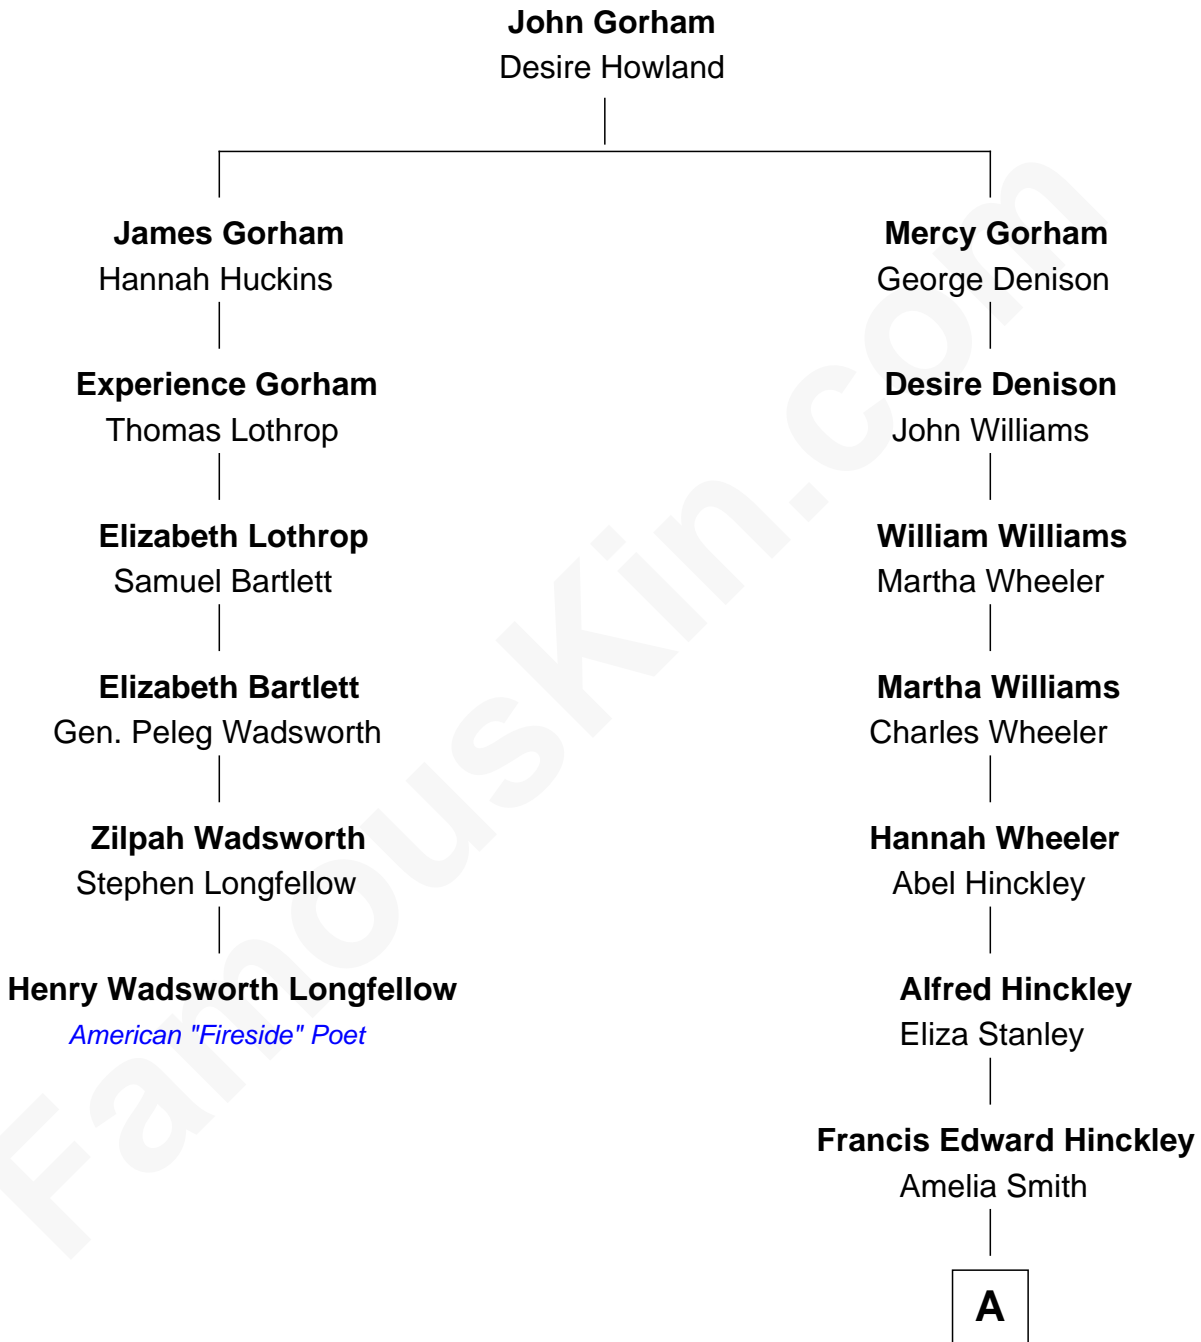 John Gorham
Desire Howland
James Gorham
Hannah Huckins
Mercy Gorham
George Denison
Experience Gorham
Thomas Lothrop
Desire Denison
John Williams
Elizabeth Lothrop
Samuel Bartlett
William Williams
Martha Wheeler
Elizabeth Bartlett
Gen. Peleg Wadsworth
Martha Williams
Charles Wheeler
Zilpah Wadsworth
Stephen Longfellow
Hannah Wheeler
Abel Hinckley
Henry Wadsworth Longfellow
American "Fireside" Poet
Alfred Hinckley
Eliza Stanley
Francis Edward Hinckley
Amelia Smith
A
FamousKin.com